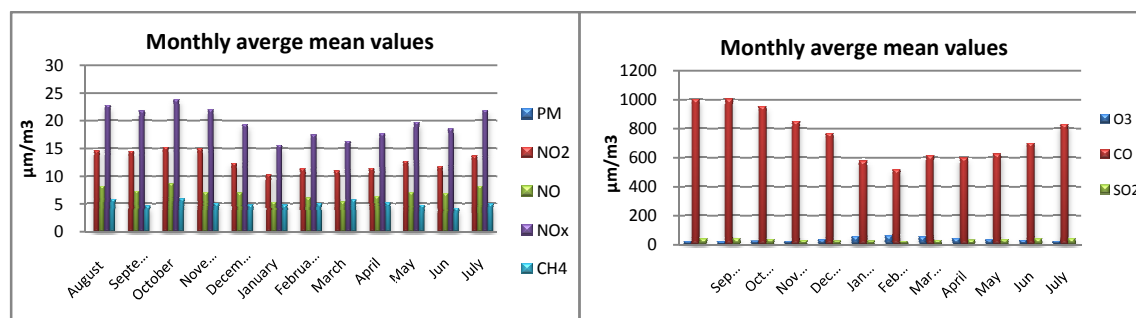 Monthly averge mean values
30
25
20
15
10
5
0
µm/m3
August
Septe...
October
Nove...
Decem...
January
Februa...
March
April
May
Jun
July
PM
NO2
NO
NOx
CH4
Monthly averge mean values
1200
1000
800
600
400
200
0
µm/m3
Sep...
Oct...
Nov...
Dec...
Jan...
Feb...
Mar...
April
May
Jun
July
O3
CO
SO2